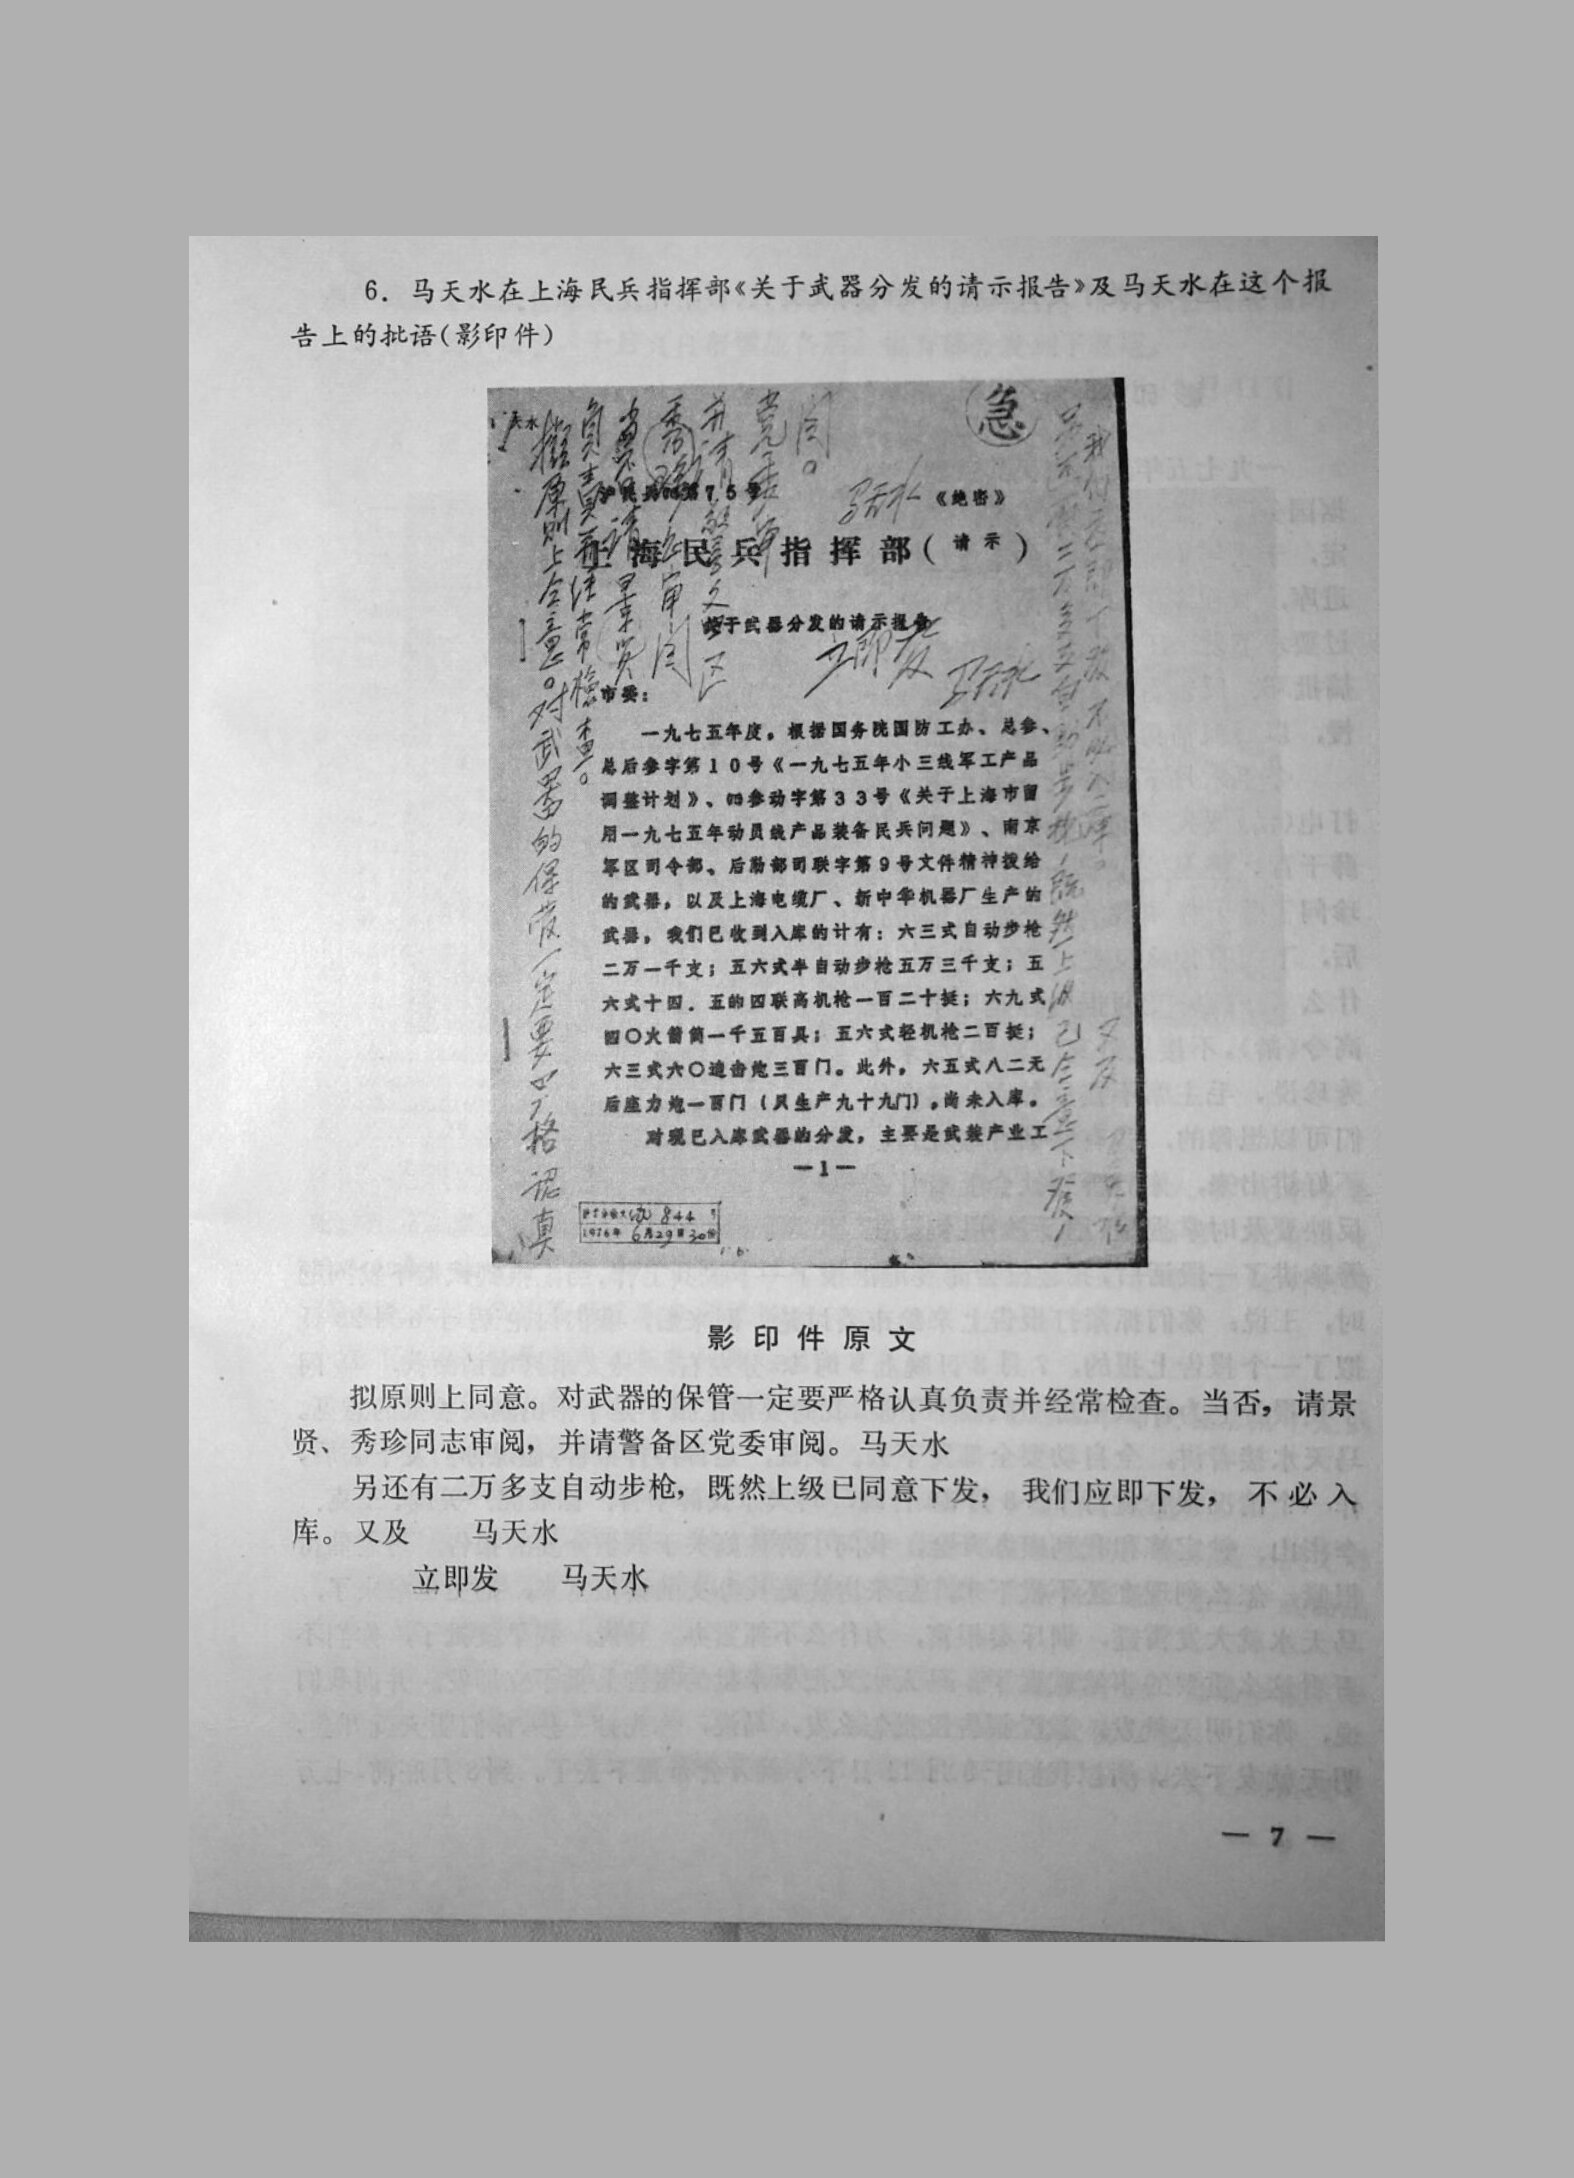 6．马天水在上海民兵指挥部《关于武器分发的请示报告》及马天水在这个报
告上的批语(影印件)
急
《绝密》
马天水
上海民兵指挥部(请示)
关于武器分发的请示报告
立即发 马天水
市委：
一九七五年度，根据国务院国防工办、总参、
总后参字第10号《一九七五年小三线军工产品
调整计划》、四参动字第33号《关于上海市留
用一九七五年动员线产品装备民兵问题》、南京
军区司令部、后勤部司联字第9号文件精神拨给
的武器，以及上海电缆厂、新中华机器厂生产的
武器，我们已收到入库的计有：六三式自动步枪
二万一千支；五六式半自动步枪五万三千支；五
六式十四．五的四联高机枪一百二十挺；六九式
四〇火箭筒一千五百具；五六式轻机枪二百挺；
六三式六〇迫击炮三百门。此外，六五式八二无
后座力炮一百门（只生产九十九门）。尚未入库。
对现已入库武器的分发，主要是武装产业工
—1—
844
1976年6月29日30份
拟原则上同意。对武器的保管一定要严格认真
负责并经常检查。
当否请景贤
秀珍同志审阅
并请警备区
党委审
阅。
另还有二万多支自动步枪，既然上级已同意下发，
我们应即下发，不必入库。又及 马天水
影印件原文
拟原则上同意。对武器的保管一定要严格认真负责并经常检查。当否，请景
贤、秀珍同志审阅，并请警备区党委审阅。马天水
另还有二万多支自动步枪，既然上级已同意下发， 我们应即下发， 不必入
库。又及 马天水
立即发 马天水
— 7 —